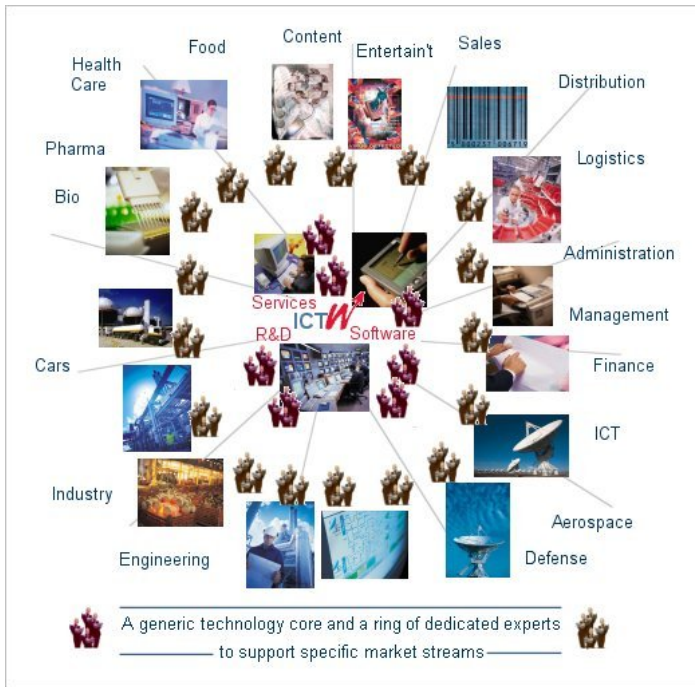 Food
Content
Entertain't
Sales
Health
Care
Distribution
Pharma
Logistics
Bio
Administration
Services
ICTW
Management
R&D
Software
Cars
Finance
ICT
Industry
Aerospace
Engineering
Defense
A generic technology core and a ring of dedicated experts
to support specific market streams